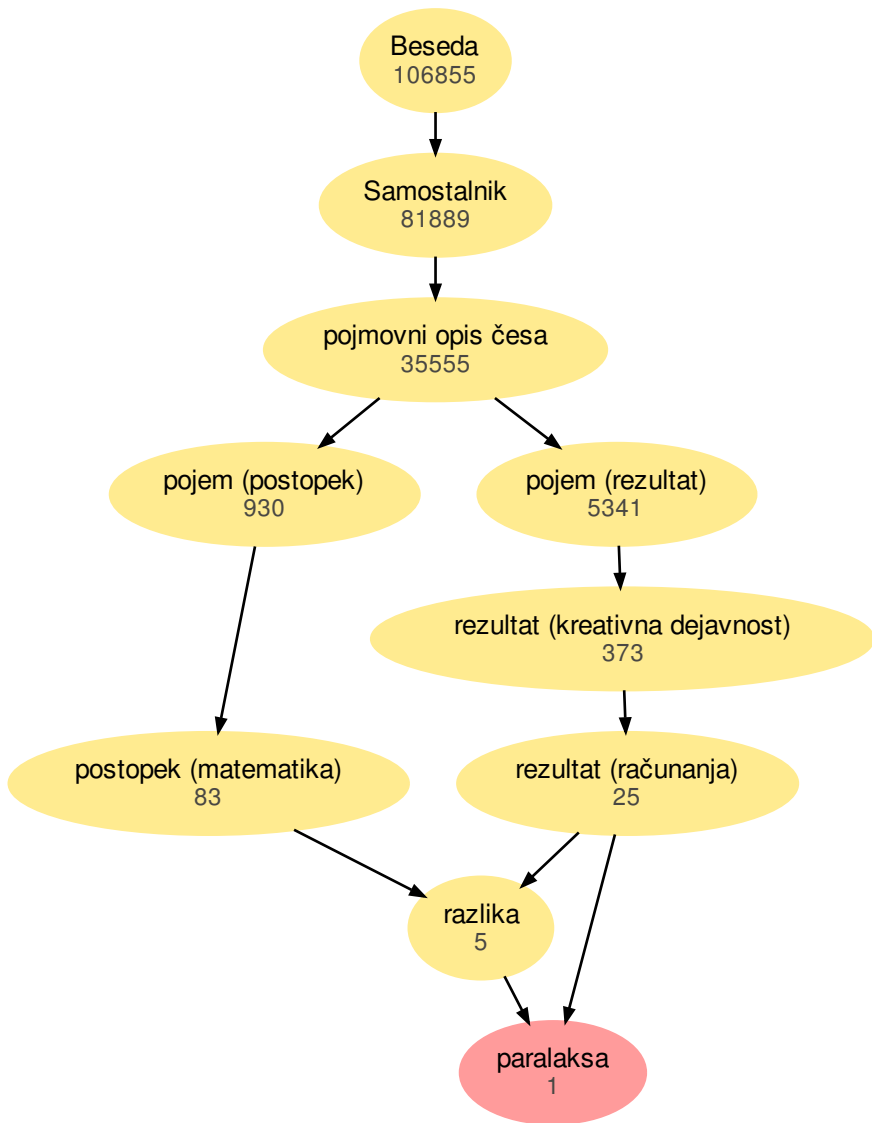 Beseda
106855
Samostalnik
81889
pojmovni opis česa
35555
pojem (postopek)
930
pojem (rezultat)
5341
rezultat (kreativna dejavnost)
373
postopek (matematika)
83
rezultat (računanja)
25
razlika
5
paralaksa
1